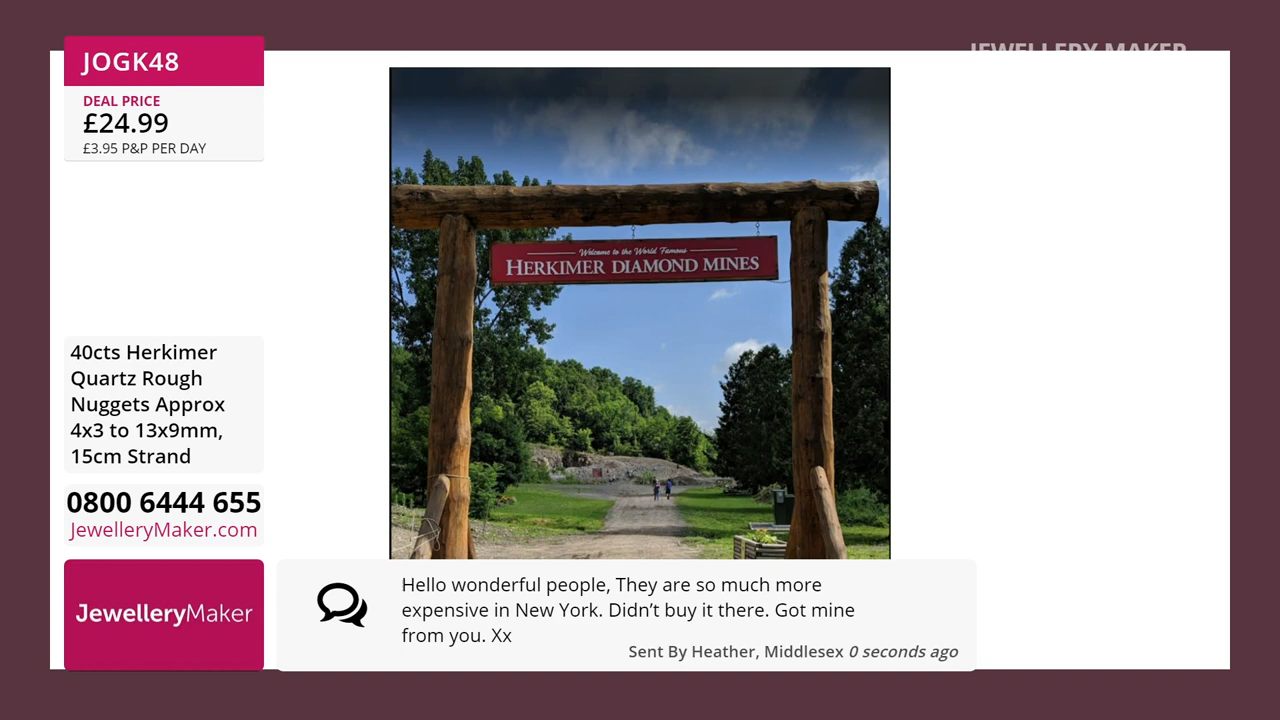 JOGK48
DEAL PRICE
£24.99
£3.95 P&P PER DAY
JEWELLERY MAKER
Welcome to the World Famous
HERKIMER DIAMOND MINES
40cts Herkimer
Quartz Rough
Nuggets Approx
4x3 to 13x9mm,
15cm Strand
0800 6444 655
JewelleryMaker.com
JewelleryMaker
Hello wonderful people, They are so much more
expensive in New York. Didn’t buy it there. Got mine
from you. Xx
Sent By Heather, Middlesex 0 seconds ago